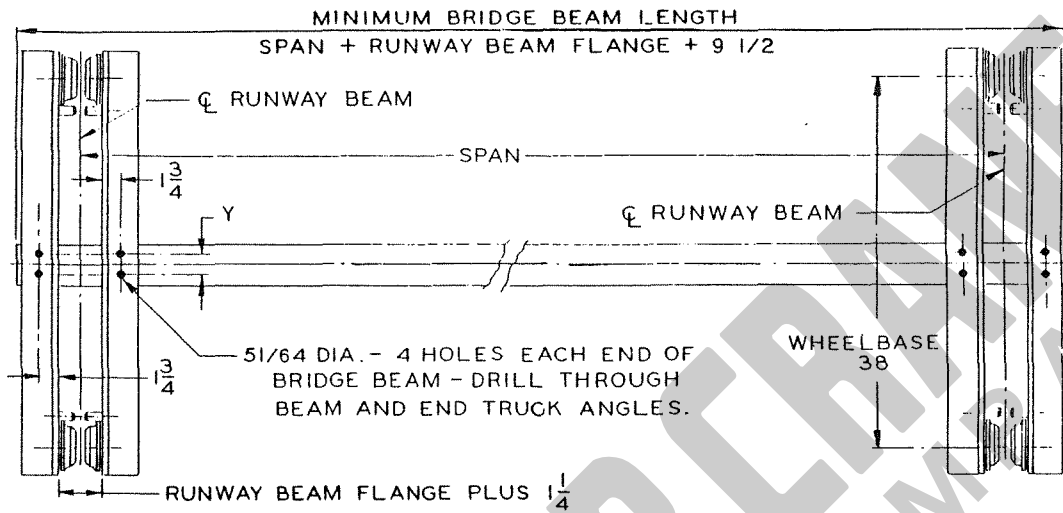 MINIMUM BRIDGE BEAM LENGTH
SPAN + RUNWAY BEAM FLANGE + 9 1/2
℄ RUNWAY BEAM
SPAN
1 3/4
Y
℄ RUNWAY BEAM
51/64 DIA. - 4 HOLES EACH END OF
BRIDGE BEAM - DRILL THROUGH
BEAM AND END TRUCK ANGLES.
1 3/4
WHEELBASE
38
RUNWAY BEAM FLANGE PLUS 1 1/4
CRANE